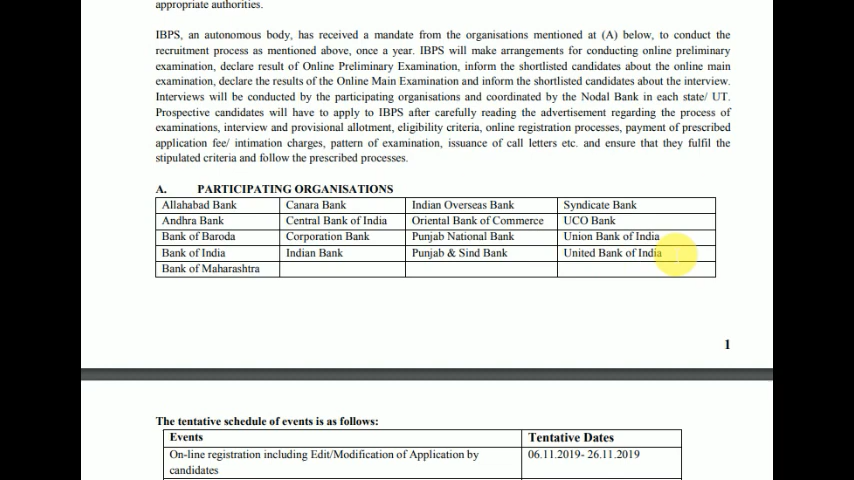 appropriate authorities.
IBPS, an autonomous body, has received a mandate from the organisations mentioned at (A) below, to conduct the
recruitment process as mentioned above, once a year. IBPS will make arrangements for conducting online preliminary
examination, declare result of Online Preliminary Examination, inform the shortlisted candidates about the online main
examination, declare the results of the Online Main Examination and inform the shortlisted candidates about the interview.
Interviews will be conducted by the participating organisations and coordinated by the Nodal Bank in each state/ UT.
Prospective candidates will have to apply to IBPS after carefully reading the advertisement regarding the process of
examinations, interview and provisional allotment, eligibility criteria, online registration processes, payment of prescribed
application fee/ intimation charges, pattern of examination, issuance of call letters etc. and ensure that they fulfil the
stipulated criteria and follow the prescribed processes.
A. PARTICIPATING ORGANISATIONS
Allahabad Bank Canara Bank Indian Overseas Bank Syndicate Bank
Andhra Bank Central Bank of India Oriental Bank of Commerce UCO Bank
Bank of Baroda Corporation Bank Punjab National Bank Union Bank of India
Bank of India Indian Bank Punjab & Sind Bank United Bank of India
Bank of Maharashtra
1
The tentative schedule of events is as follows:
Events Tentative Dates
On-line registration including Edit/Modification of Application by 06.11.2019- 26.11.2019
candidates